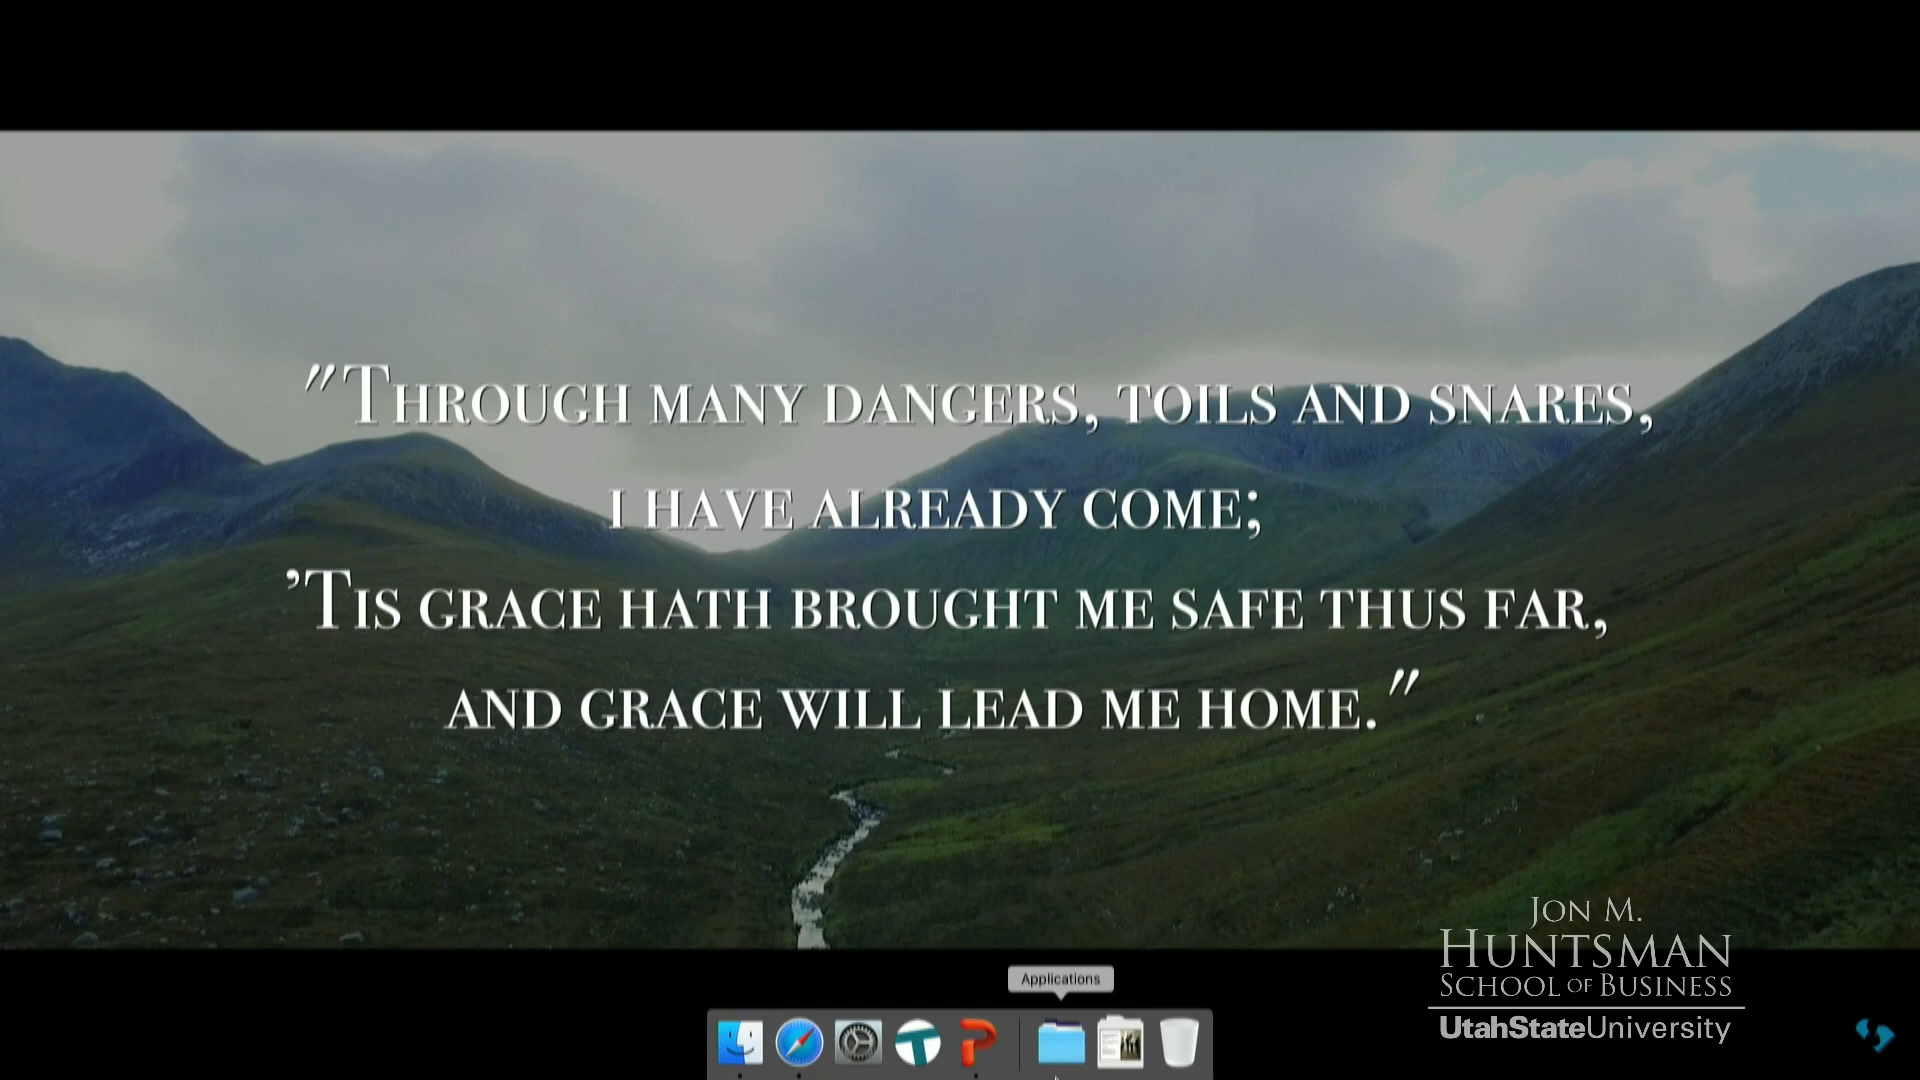 "Through many dangers, toils and snares,
i have already come;
'Tis grace hath brought me safe thus far,
and grace will lead me home."
Applications
Jon M.
Huntsman
School of Business
UtahStateUniversity